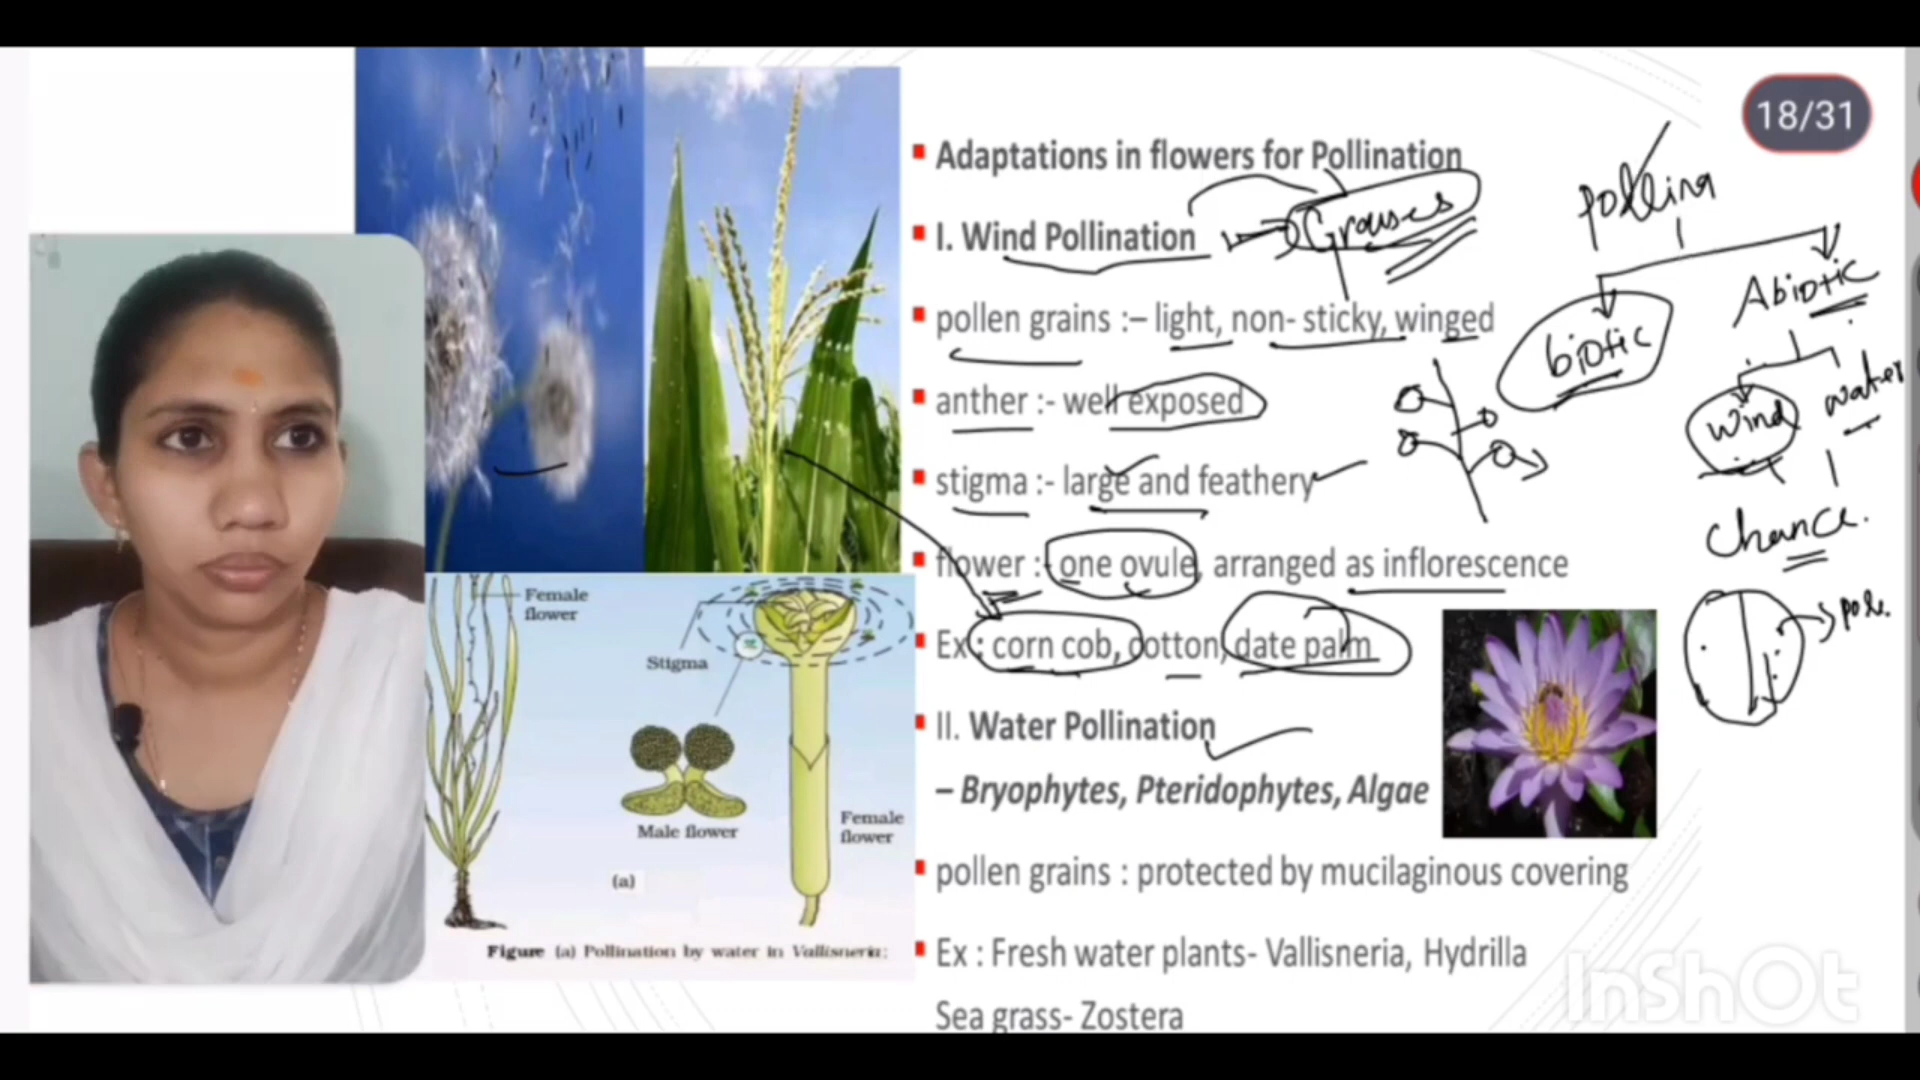 18/31
Adaptations in flowers for Pollination
I. Wind Pollination
Grasses
pollen grains :– light, non- sticky, winged
anther :- well exposed
stigma :- large and feathery
flower :- one ovule, arranged as inflorescence
Ex : corn cob, cotton, date palm
II. Water Pollination
– Bryophytes, Pteridophytes, Algae
pollen grains : protected by mucilaginous covering
Ex : Fresh water plants- Vallisneria, Hydrilla
Sea grass- Zostera
biotic
Abiotic
wind
water
Chance.
Female
flower
Stigma
Male flower
Female
flower
(a)
Figure (a) Pollination by water in Vallisneria;
InShOt